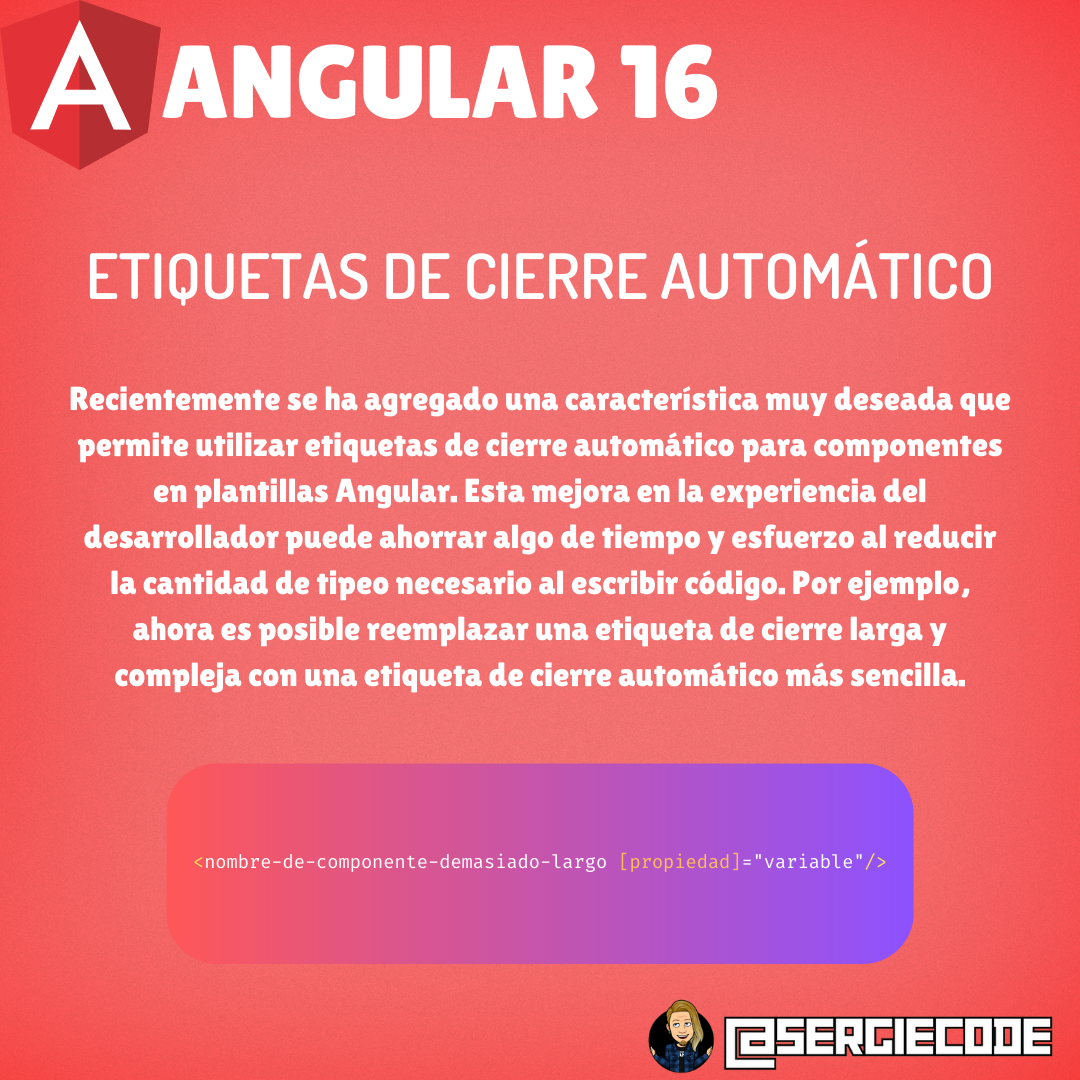 ANGULAR 16
ETIQUETAS DE CIERRE AUTOMÁTICO
Recientemente se ha agregado una característica muy deseada que
permite utilizar etiquetas de cierre automático para componentes
en plantillas Angular. Esta mejora en la experiencia del
desarrollador puede ahorrar algo de tiempo y esfuerzo al reducir
la cantidad de tipeo necesario al escribir código. Por ejemplo,
ahora es posible reemplazar una etiqueta de cierre larga y
compleja con una etiqueta de cierre automático más sencilla.
<nombre-de-componente-demasiado-largo [propiedad]="variable"/>
@SERGIECODE